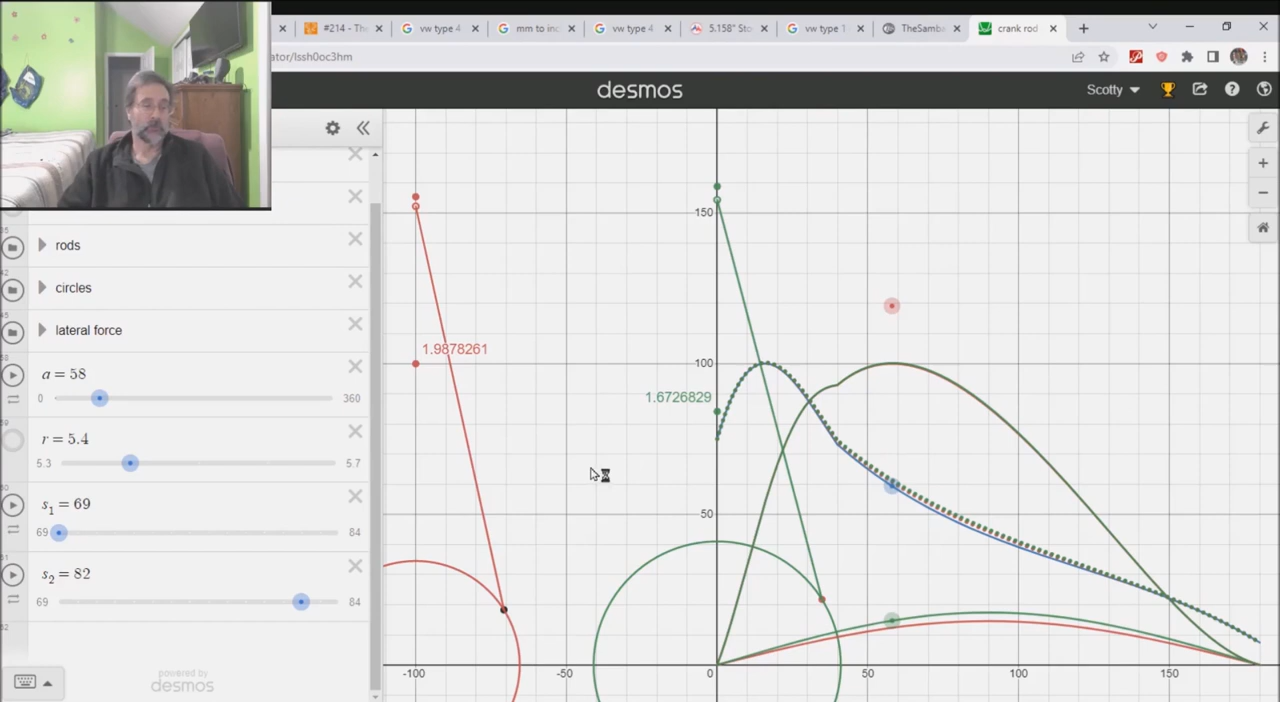 #214 - The
vw type 4
mm to inc
vw type 4
5.158" Sto
vw type 1
TheSamba
crank rod
ator/lssh0oc3hm
desmos
Scotty
rods
circles
lateral force
a = 58
0
360
r = 5.4
5.3
5.7
s1 = 69
69
84
s2 = 82
69
84
powered by
desmos
1.9878261
1.6726829
150
100
50
-100
-50
0
50
100
150